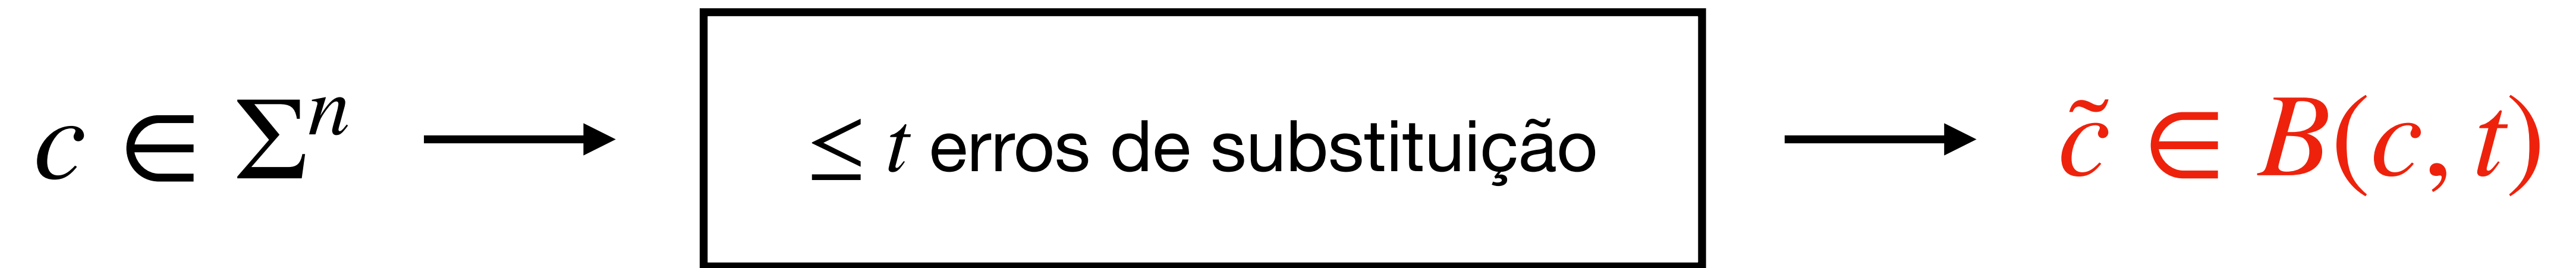 c ∈ Σⁿ → ≤ t erros de substituição → c̃ ∈ B(c, t)